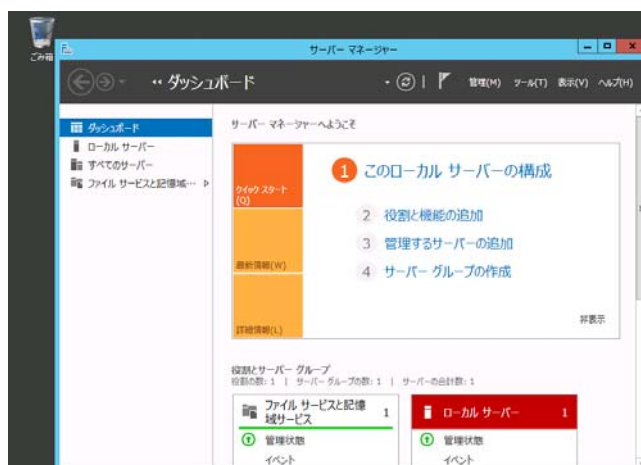 ごみ箱
サーバー マネージャー
ダッシュボード
管理(M) ツール(T) 表示(V) ヘルプ(H)
ダッシュボード
ローカル サーバー
すべてのサーバー
ファイル サービスと記憶域…
サーバー マネージャーへようこそ
クイック スタート
(Q)
最新情報(W)
詳細情報(L)
1 このローカル サーバーの構成
2 役割と機能の追加
3 管理するサーバーの追加
4 サーバー グループの作成
非表示
役割とサーバー グループ
役割の数: 1 | サーバー グループの数: 1 | サーバーの合計数: 1
ファイル サービスと記憶
域サービス
1
管理状態
イベント
ローカル サーバー 1
管理状態
イベント